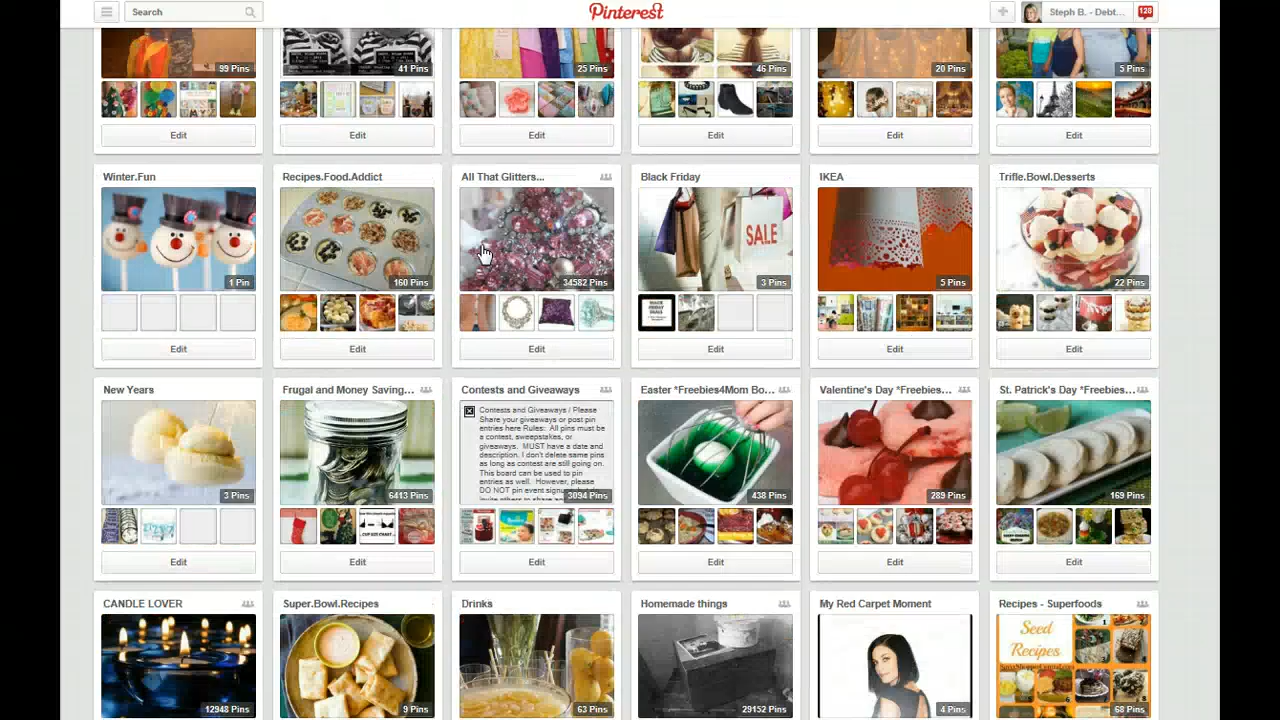 Search
Pinterest
+
Steph B. - Debt...
128
99 Pins
41 Pins
25 Pins
46 Pins
20 Pins
5 Pins
Edit
Edit
Edit
Edit
Edit
Edit
Winter.Fun
Recipes.Food.Addict
All That Glitters...
Black Friday
IKEA
Trifle.Bowl.Desserts
SALE
1 Pin
160 Pins
34582 Pins
3 Pins
5 Pins
22 Pins
BLACK
FRIDAY
DEALS
Edit
Edit
Edit
Edit
Edit
Edit
New Years
Frugal and Money Saving...
Contests and Giveaways
Easter *Freebies4Mom Bo...
Valentine's Day *Freebies...
St. Patrick's Day *Freebies...
Contests and Giveaways / Please
Share your giveaways or post pin
entries here Rules: All pins must be
a contest, sweepstakes, or
giveaways. MUST have a date and
description. I don't delete same pins
as long as contest are still going on.
This board can be used to pin
entries as well. However, please
DO NOT pin event signu
3 Pins
6413 Pins
3094 Pins
438 Pins
289 Pins
169 Pins
CUP SIZE CHART
Edit
Edit
Edit
Edit
Edit
Edit
CANDLE LOVER
Super.Bowl.Recipes
Drinks
Homemade things
My Red Carpet Moment
Recipes - Superfoods
Seed
Recipes
12948 Pins
9 Pins
63 Pins
29152 Pins
4 Pins
68 Pins